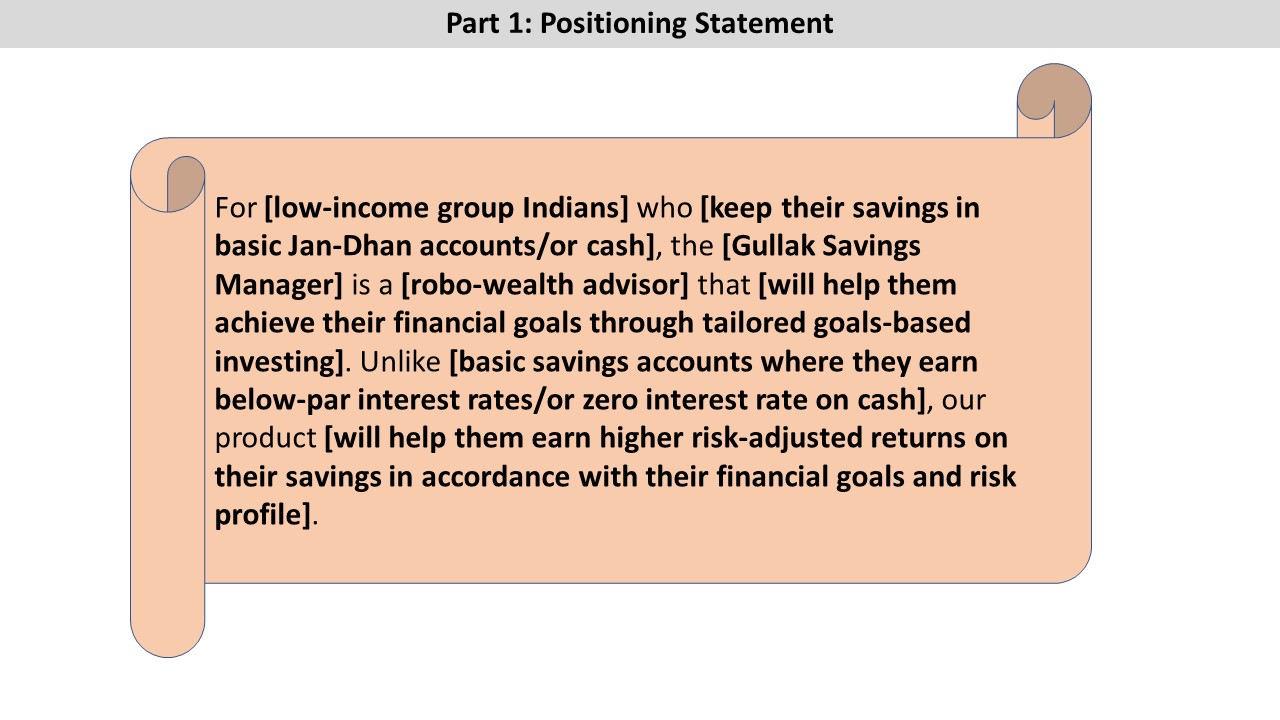 Part 1: Positioning Statement
For [low-income group Indians] who [keep their savings in
basic Jan-Dhan accounts/or cash], the [Gullak Savings
Manager] is a [robo-wealth advisor] that [will help them
achieve their financial goals through tailored goals-based
investing]. Unlike [basic savings accounts where they earn
below-par interest rates/or zero interest rate on cash], our
product [will help them earn higher risk-adjusted returns on
their savings in accordance with their financial goals and risk
profile].